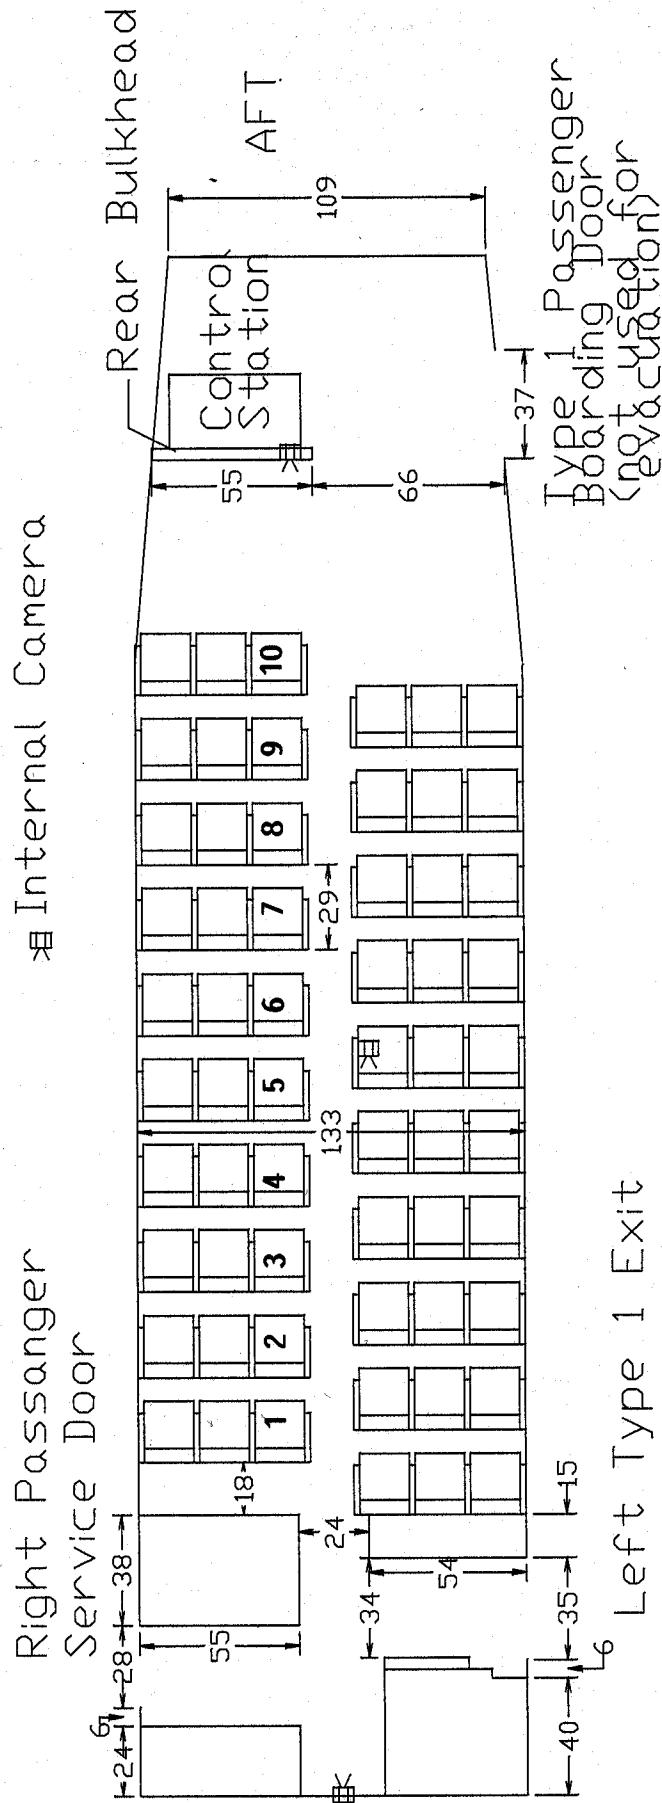 Right Passanger
Service Door
Internal Camera
Rear Bulkhead
AFT
Control
Station
Type 1 Passenger
Boarding Door
(not used for
evacuation)
Left Type 1 Exit
24
6
28
38
55
18
24
34
54
15
35
6
40
1
2
3
4
5
6
7
8
9
10
133
29
55
66
37
109